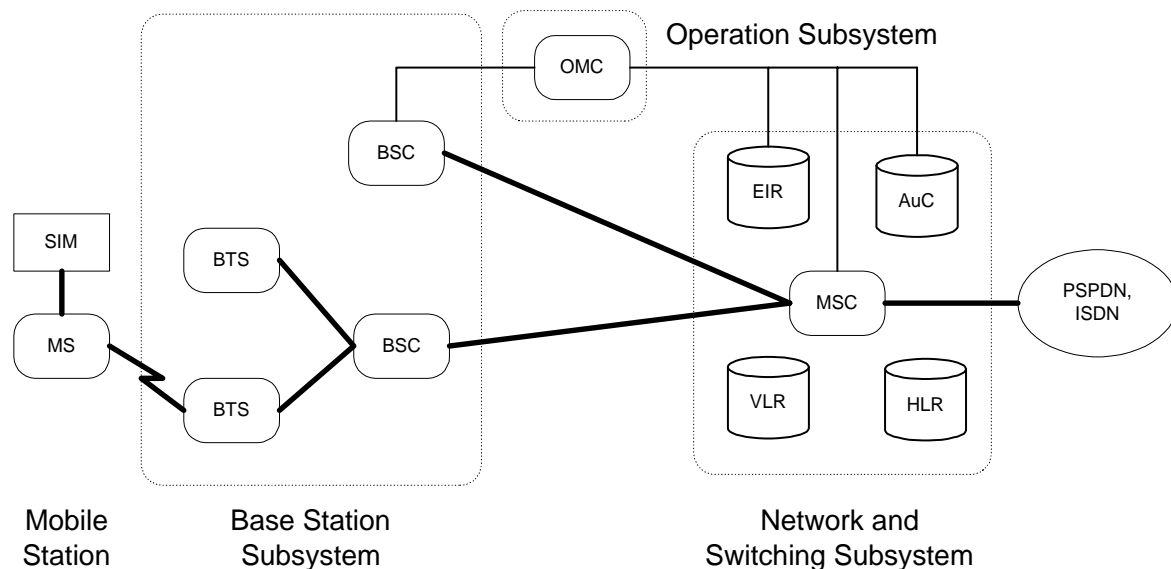 Operation Subsystem
OMC
BSC
EIR
AuC
SIM
BTS
MSC
PSPDN,
ISDN
MS
BSC
BTS
VLR
HLR
Mobile
Station
Base Station
Subsystem
Network and
Switching Subsystem